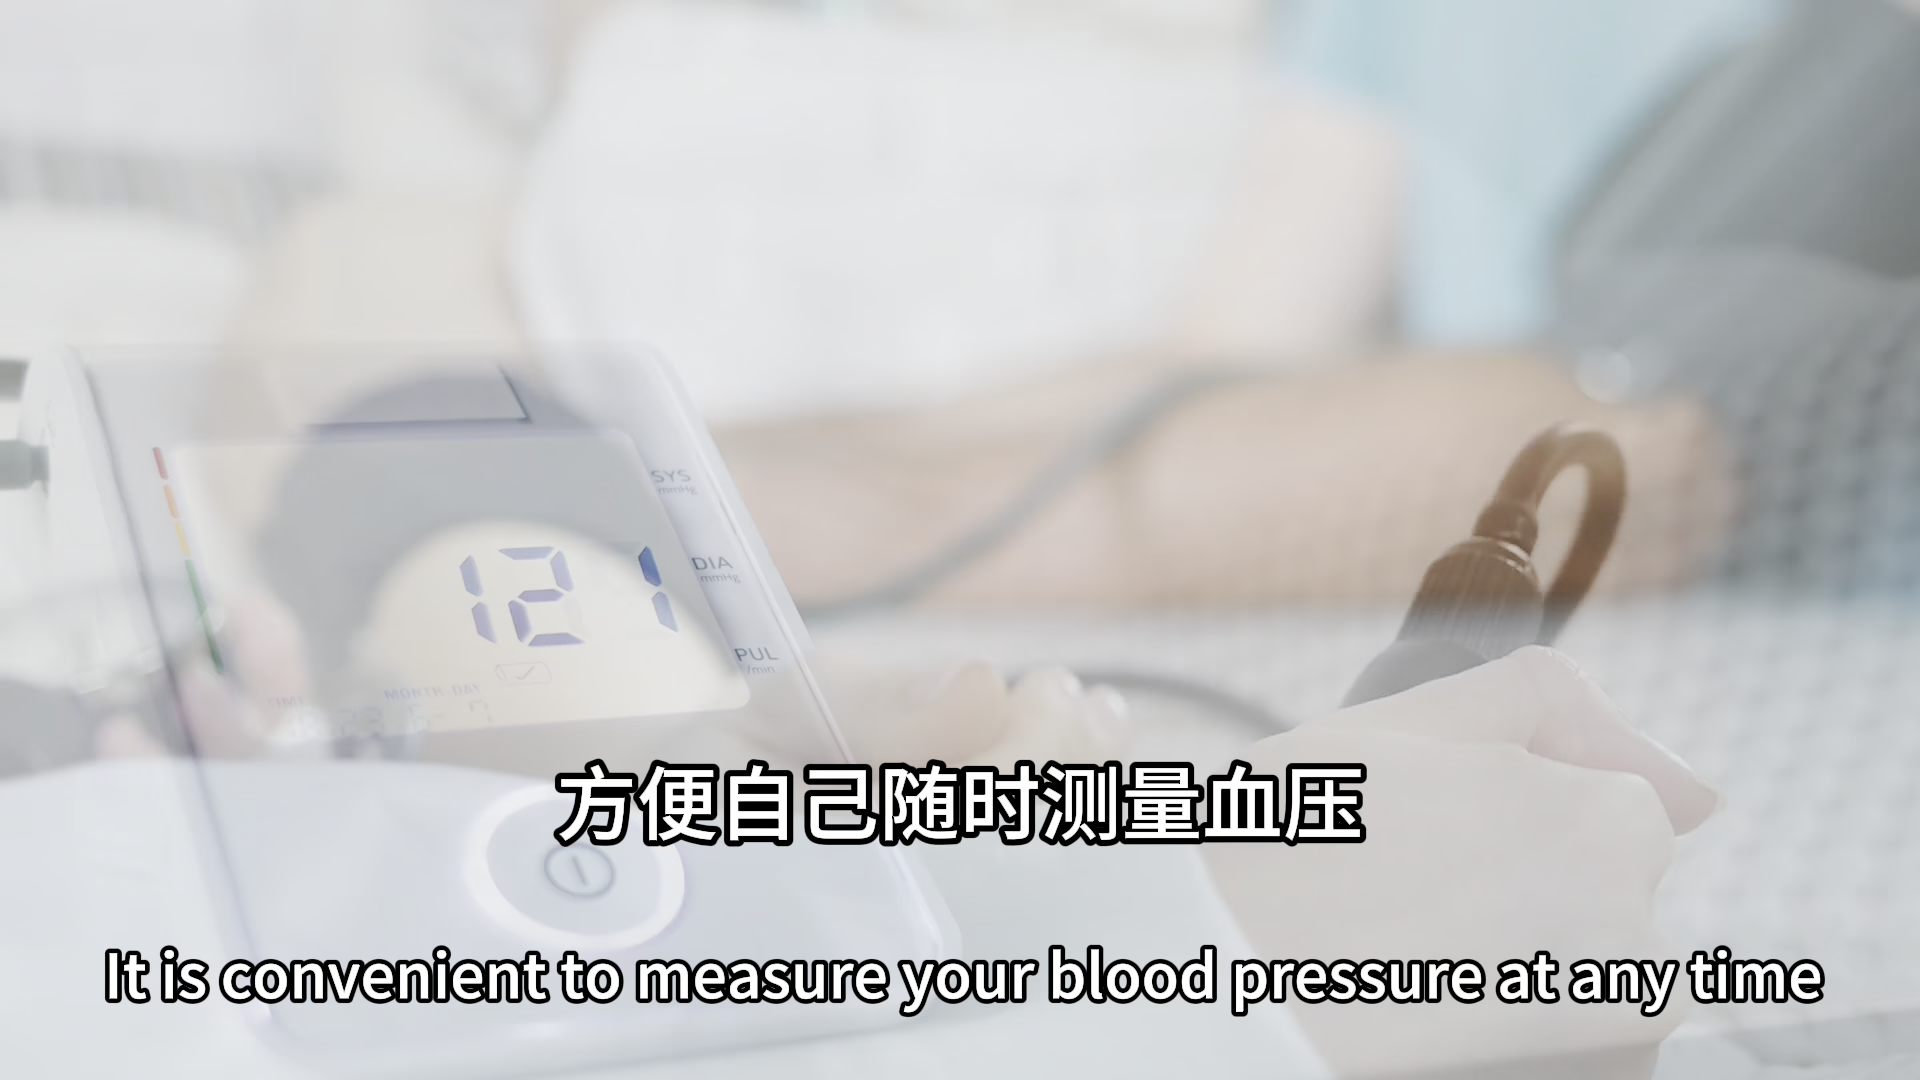 SYS
mmHg
DIA
mmHg
121
PUL
/min
MONTH-DAY
方便自己随时测量血压
It is convenient to measure your blood pressure at any time